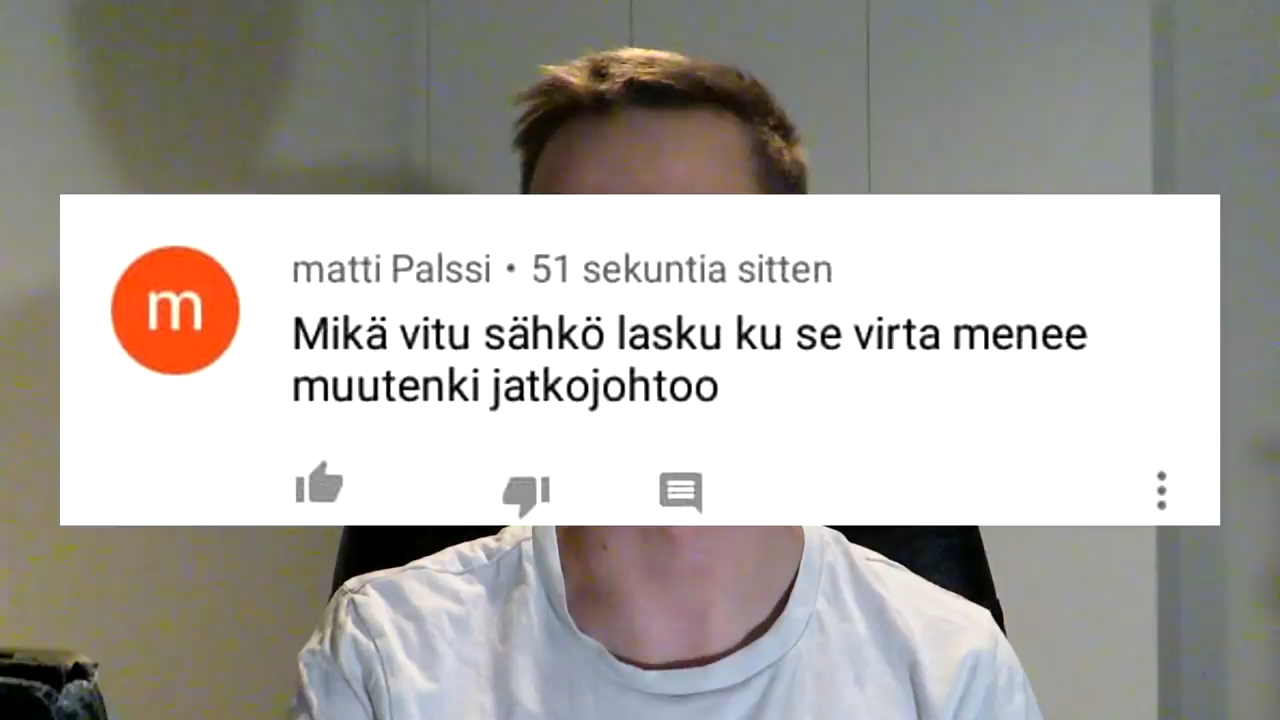 m
matti Palssi • 51 sekuntia sitten
Mikä vitu sähkö lasku ku se virta menee
muutenki jatkojohtoo